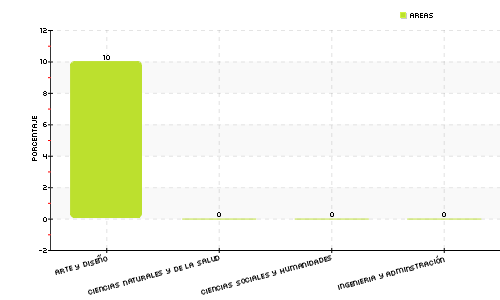 AREAS
12
10
8
6
4
2
0
-2
PORCENTAJE
10
0
0
0
ARTE Y DISEÑO
CIENCIAS NATURALES Y DE LA SALUD
CIENCIAS SOCIALES Y HUMANIDADES
INGENIERIA Y ADMINSTRACIÓN